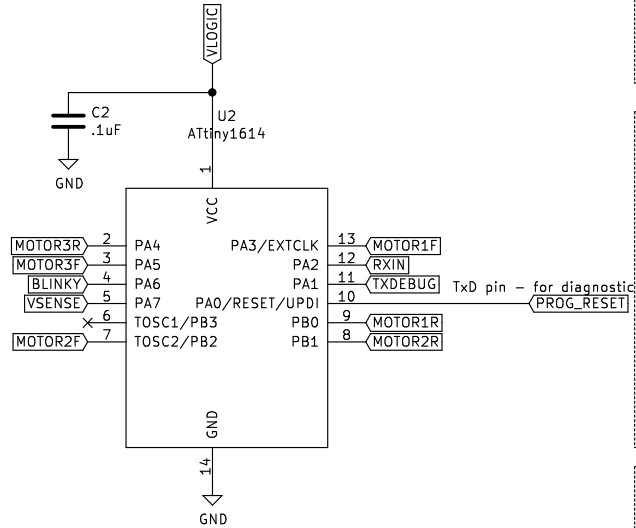 VLOGIC
C2
.1uF
GND
U2
ATtiny1614
1
VCC
MOTOR3R 2 PA4 PA3/EXTCLK 13 MOTOR1F
MOTOR3F 3 PA5 PA2 12 RXIN
BLINKY 4 PA6 PA1 11 TXDEBUG TxD pin – for diagnostic
VSENSE 5 PA7 PA0/RESET/UPDI 10 PROG_RESET
6 TOSC1/PB3 PB0 9 MOTOR1R
MOTOR2F 7 TOSC2/PB2 PB1 8 MOTOR2R
GND
14
GND